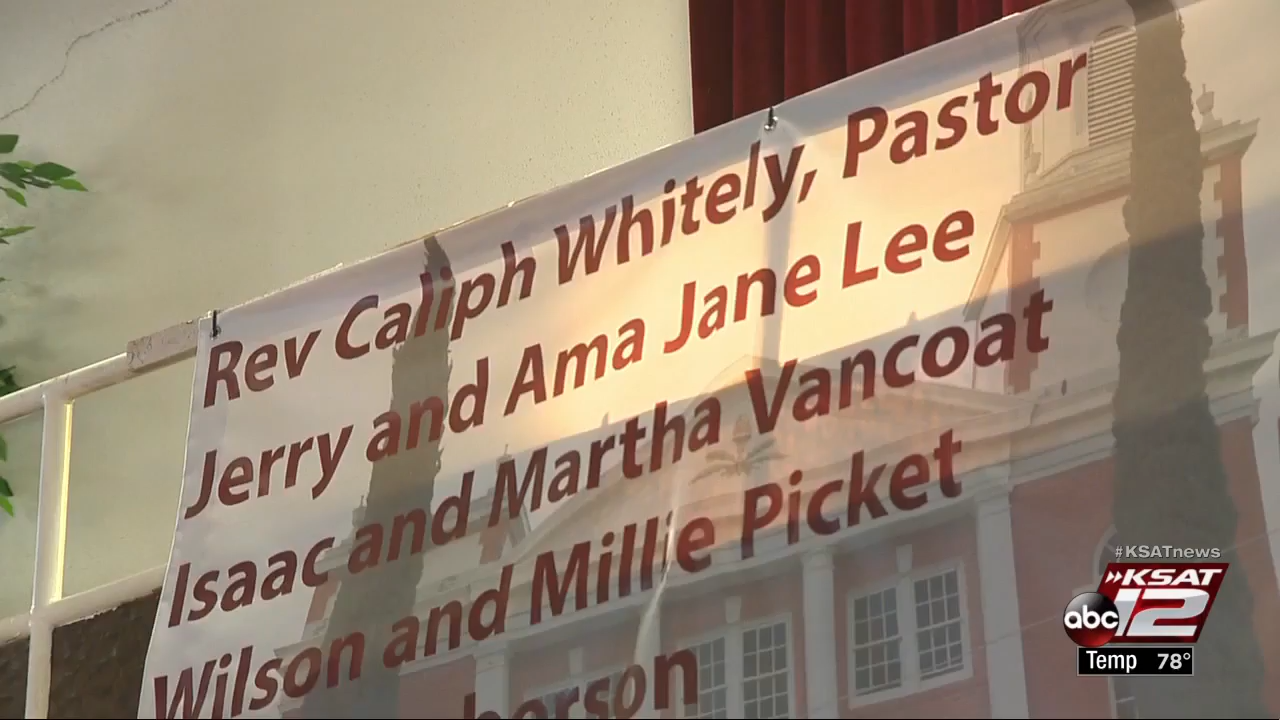 Rev Caliph Whitely, Pastor
Jerry and Ama Jane Lee
Isaac and Martha Vancoat
Wilson and Millie Picket
#KSATnews
KSAT
abc 12
Temp 78°